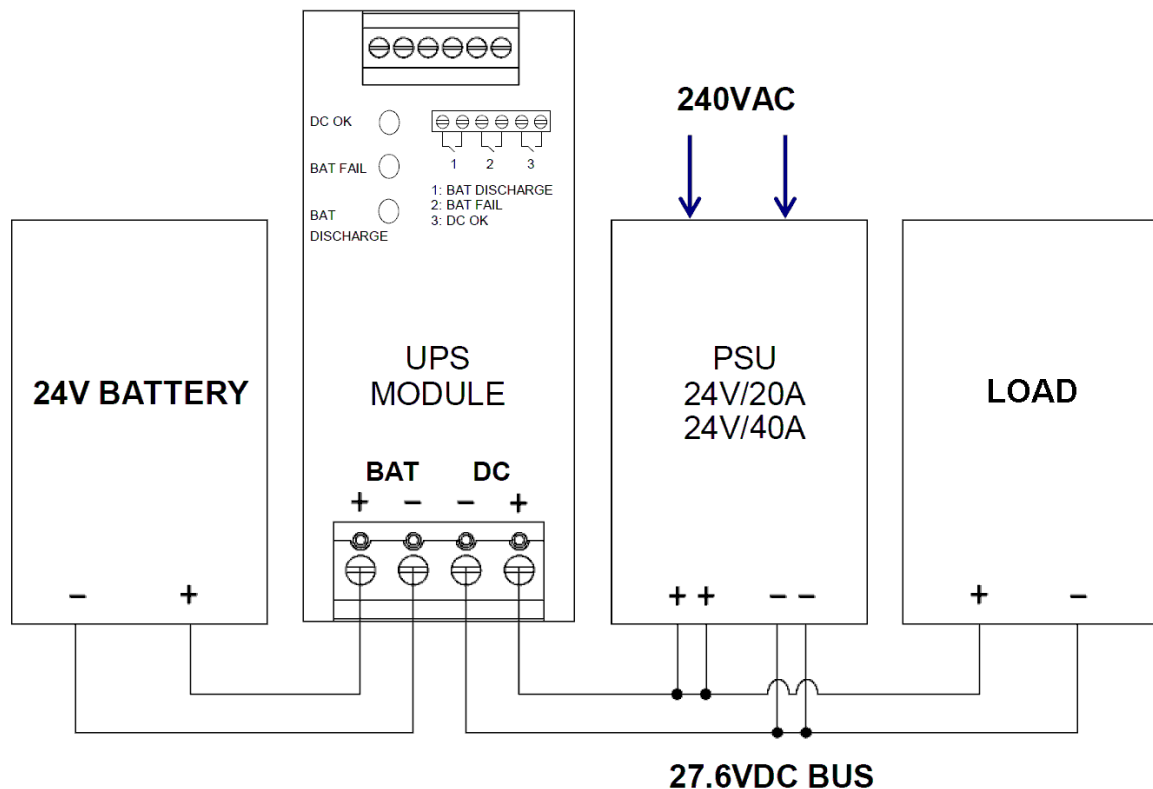 240VAC
DC OK
BAT FAIL
BAT
DISCHARGE
1 2 3
1: BAT DISCHARGE
2: BAT FAIL
3: DC OK
24V BATTERY
UPS
MODULE
PSU
24V/20A
24V/40A
LOAD
BAT DC
+ − − +
− +
+ + − −
+ −
27.6VDC BUS